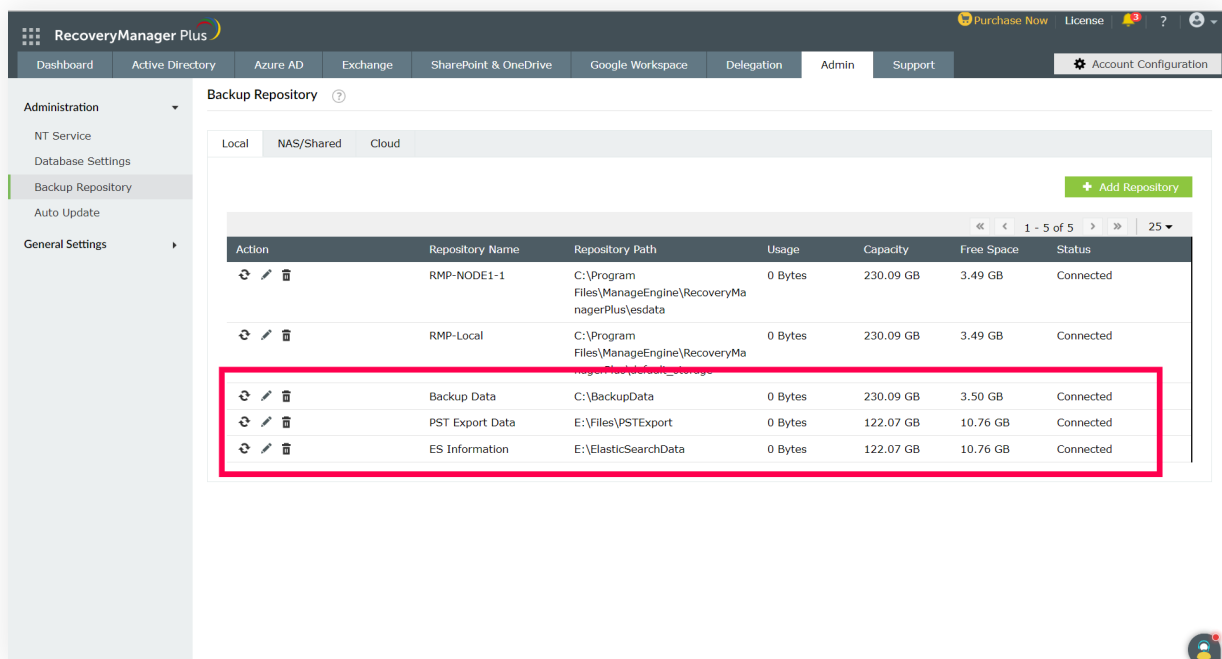 Purchase Now License 3 ?
RecoveryManager Plus
Dashboard Active Directory Azure AD Exchange SharePoint & OneDrive Google Workspace Delegation Admin Support Account Configuration
Backup Repository ?
Administration
NT Service
Database Settings
Backup Repository
Auto Update
General Settings
Local NAS/Shared Cloud
+ Add Repository
« < 1 - 5 of 5 > » 25
Action Repository Name Repository Path Usage Capacity Free Space Status
RMP-NODE1-1 C:\Program 0 Bytes 230.09 GB 3.49 GB Connected
Files\ManageEngine\RecoveryMa
nagerPlus\esdata
RMP-Local C:\Program 0 Bytes 230.09 GB 3.49 GB Connected
Files\ManageEngine\RecoveryMa
nagerPlus\default_storage
Backup Data C:\BackupData 0 Bytes 230.09 GB 3.50 GB Connected
PST Export Data E:\Files\PSTExport 0 Bytes 122.07 GB 10.76 GB Connected
ES Information E:\ElasticSearchData 0 Bytes 122.07 GB 10.76 GB Connected